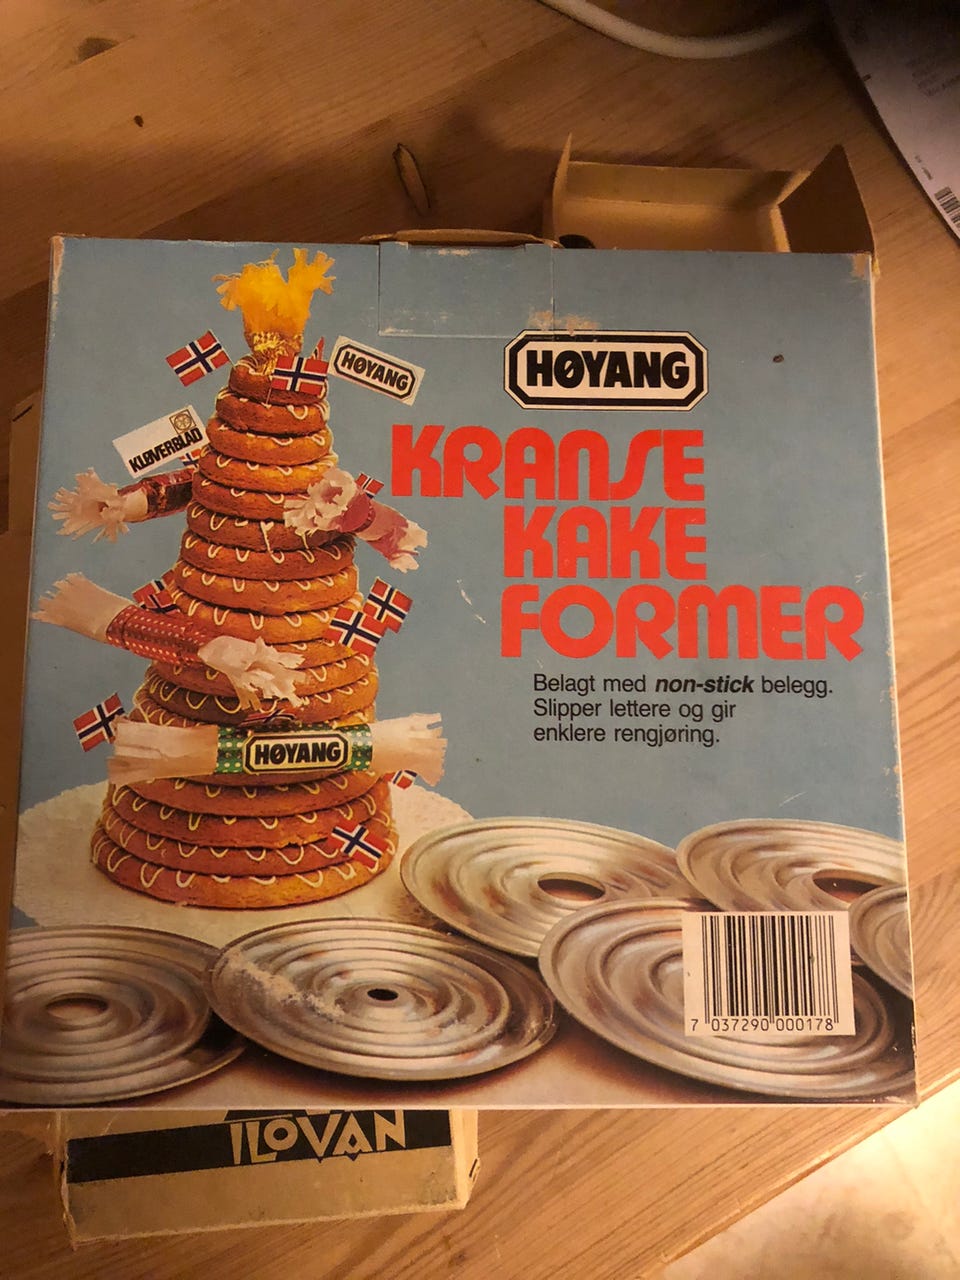 HØYANG
HØYANG
KLØVERBLAD
KRANSE
KAKE
FORMER
Belagt med non-stick belegg.
Slipper lettere og gir
enklere rengjøring.
HØYANG
7 037290 000178
ILOVAN